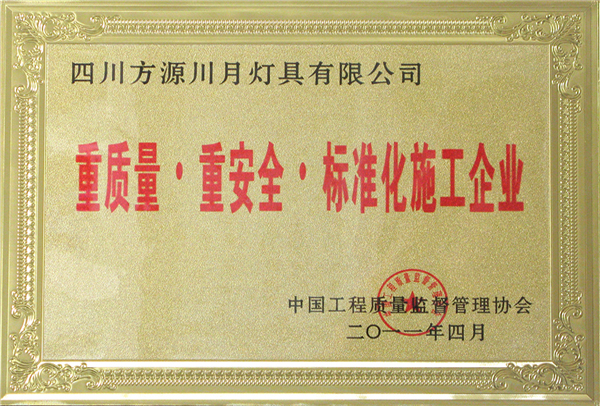 四川方源川月灯具有限公司
重质量·重安全·标准化施工企业
中国工程质量监督管理协会
二〇一一年四月